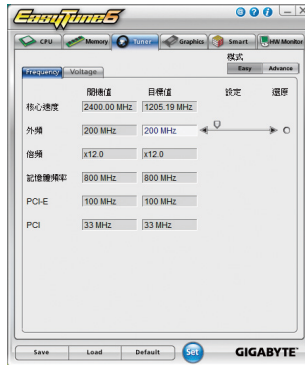 EasyTune6
CPU Memory Tuner Graphics Smart HW Monitor
模式
Easy Advance
Frequency Voltage
開機值 目標值 設定 還原
核心速度 2400.00 MHz 1205.19 MHz
外頻 200 MHz 200 MHz
倍頻 x12.0 x12.0
記憶體頻率 800 MHz 800 MHz
PCI-E 100 MHz 100 MHz
PCI 33 MHz 33 MHz
Save Load Default Set GIGABYTE